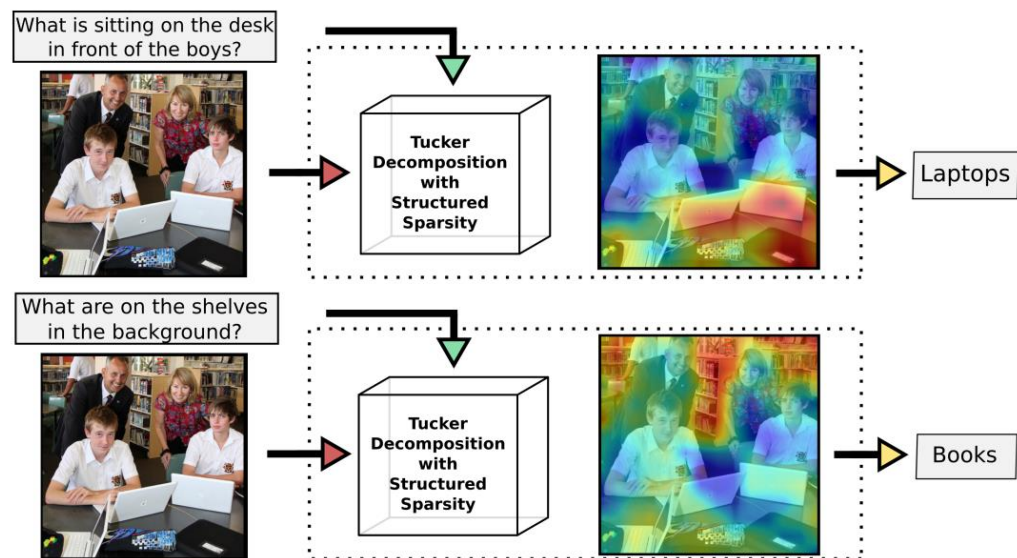 What is sitting on the desk
in front of the boys?
Tucker
Decomposition
with
Structured
Sparsity
Laptops
What are on the shelves
in the background?
Tucker
Decomposition
with
Structured
Sparsity
Books